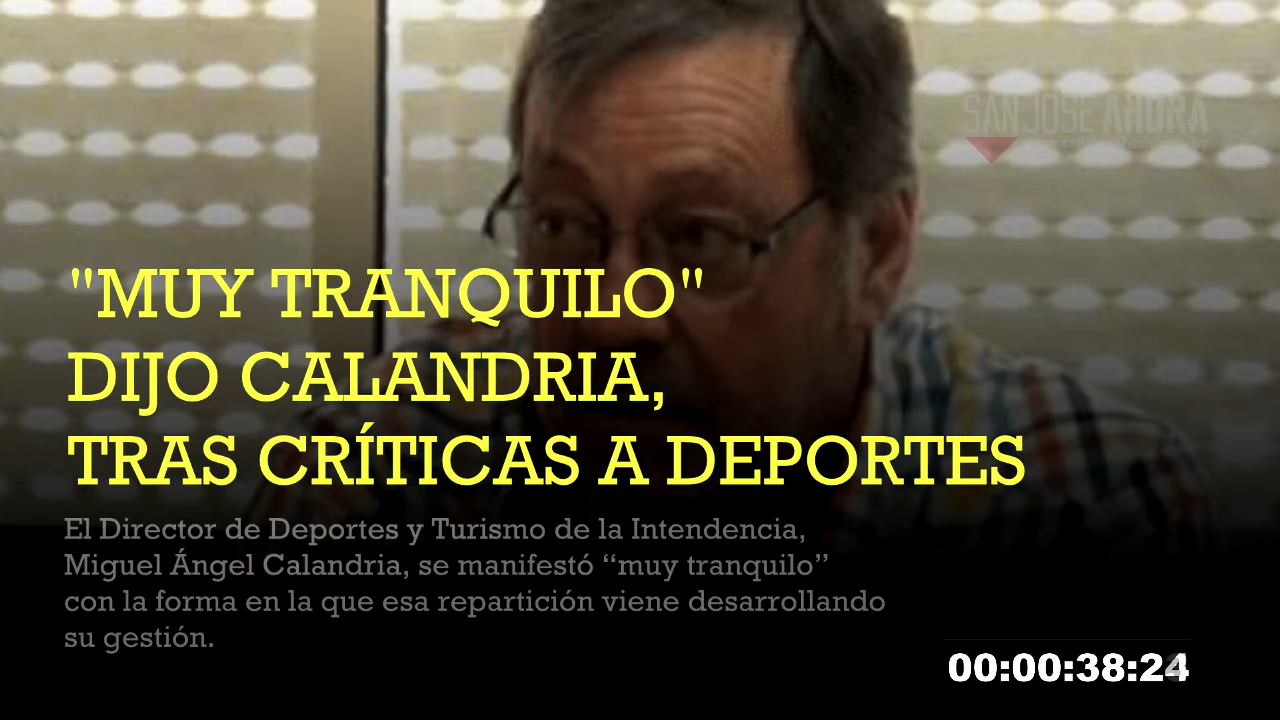 SAN JOSE AHORA
"MUY TRANQUILO"
DIJO CALANDRIA,
TRAS CRÍTICAS A DEPORTES
El Director de Deportes y Turismo de la Intendencia,
Miguel Ángel Calandria, se manifestó “muy tranquilo”
con la forma en la que esa repartición viene desarrollando
su gestión.
00:00:38:24